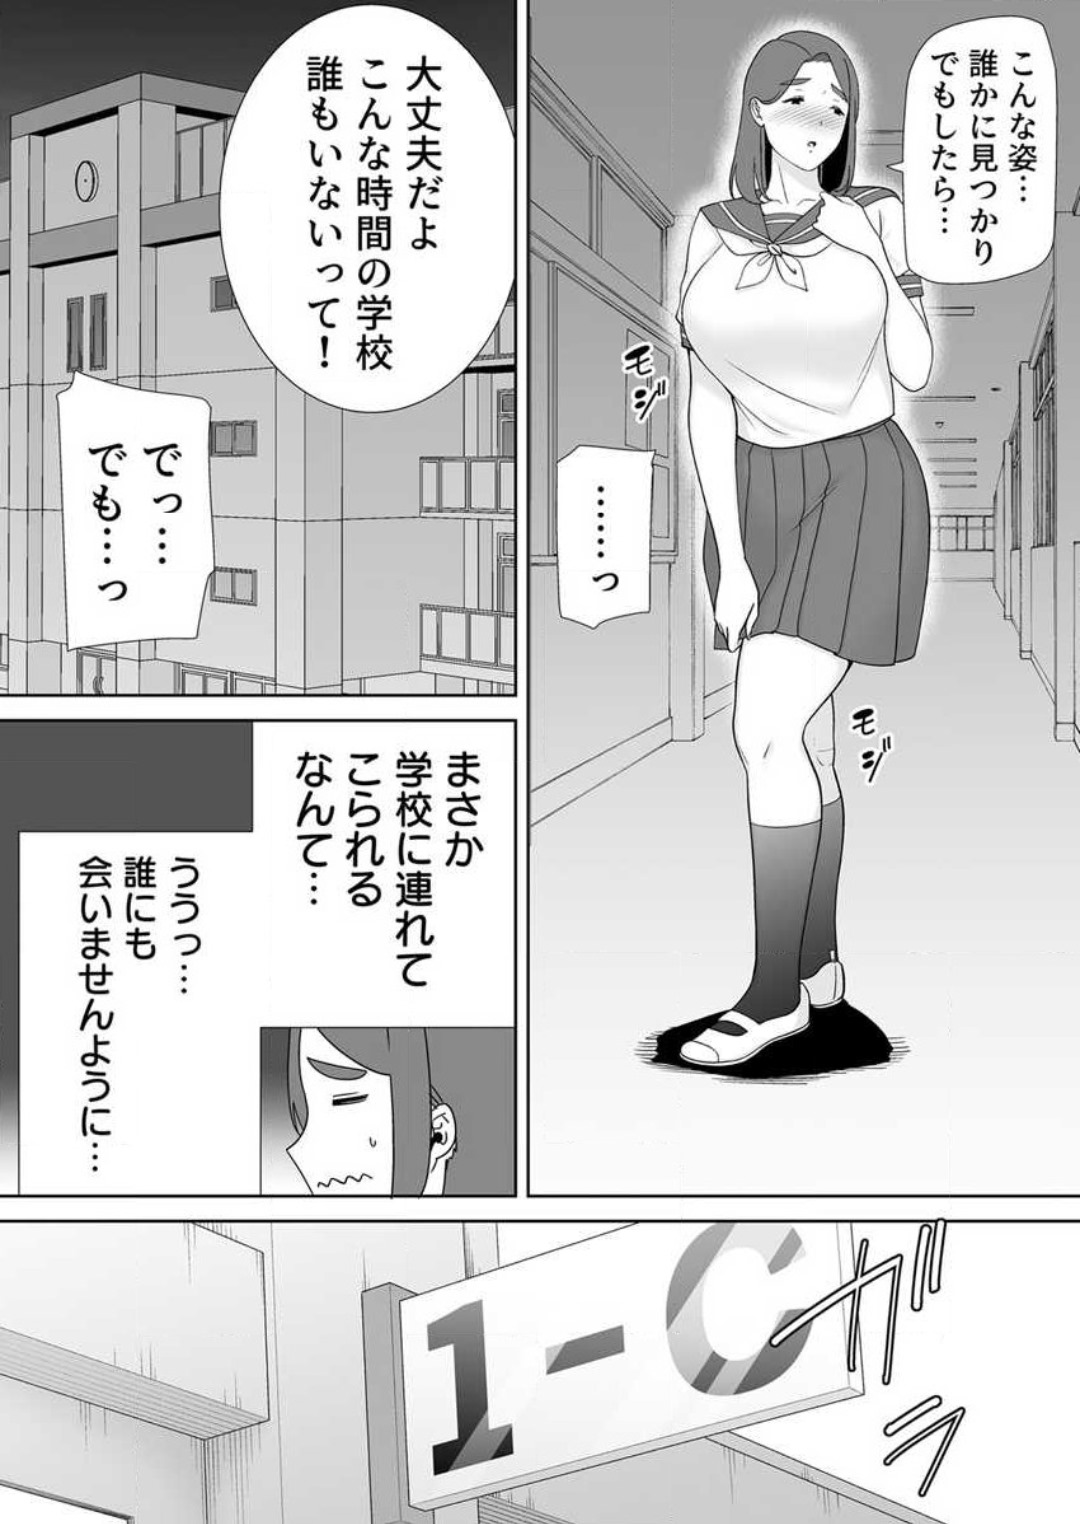 こんな姿…
誰かに見つかり
でもしたら…
モジ
……っ
モジ
大丈夫だよ
こんな時間の学校
誰もいないって！
でっ…
でも…っ
まさか
学校に連れて
こられる
なんて…
ううっ…
誰にも
会いませんように…
1-C
ガラ